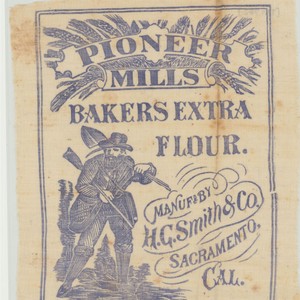 PIONEER
MILLS
BAKERS EXTRA
FLOUR.
MANUF. BY
H.G. Smith & Co.
SACRAMENTO.
CAL.